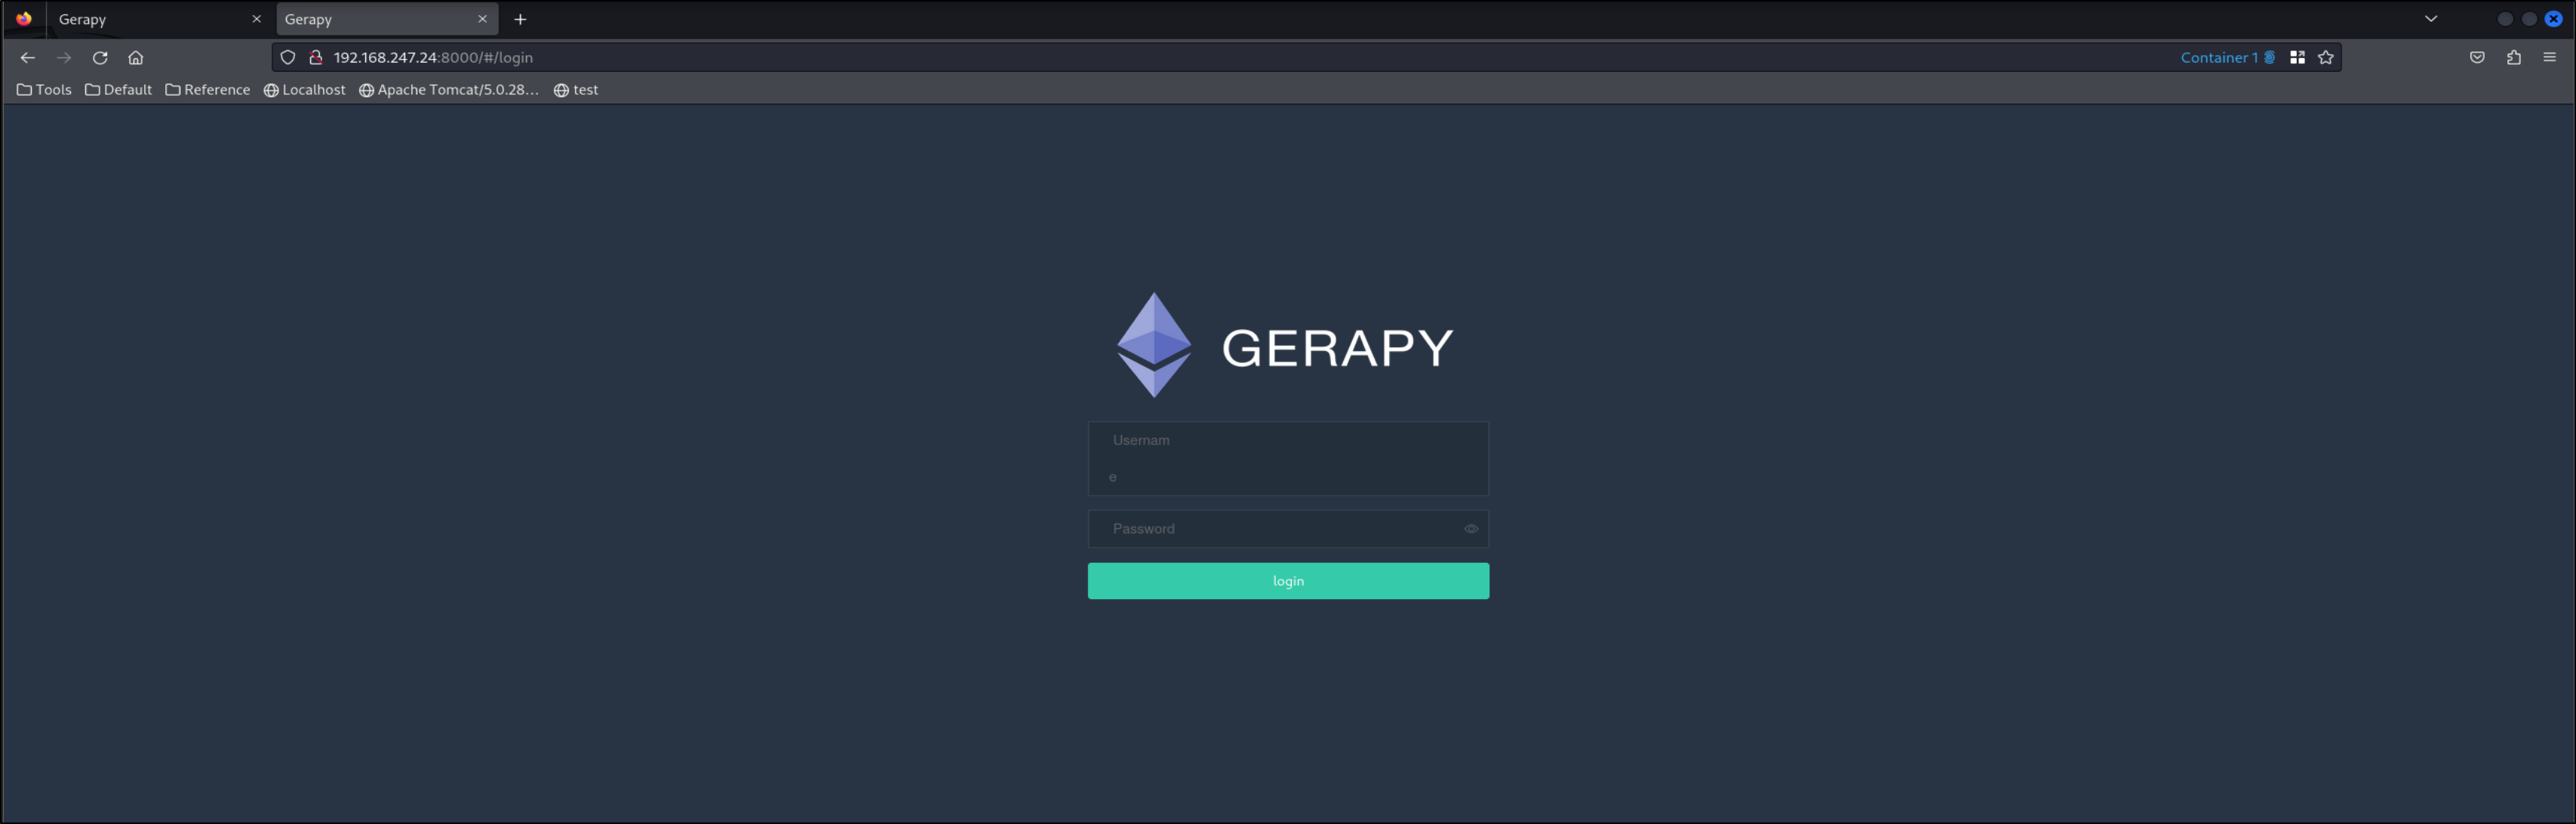 Gerapy
Gerapy
192.168.247.24:8000/#/login
Container 1
Tools Default Reference Localhost Apache Tomcat/5.0.28... test
GERAPY
Usernam
e
Password
login